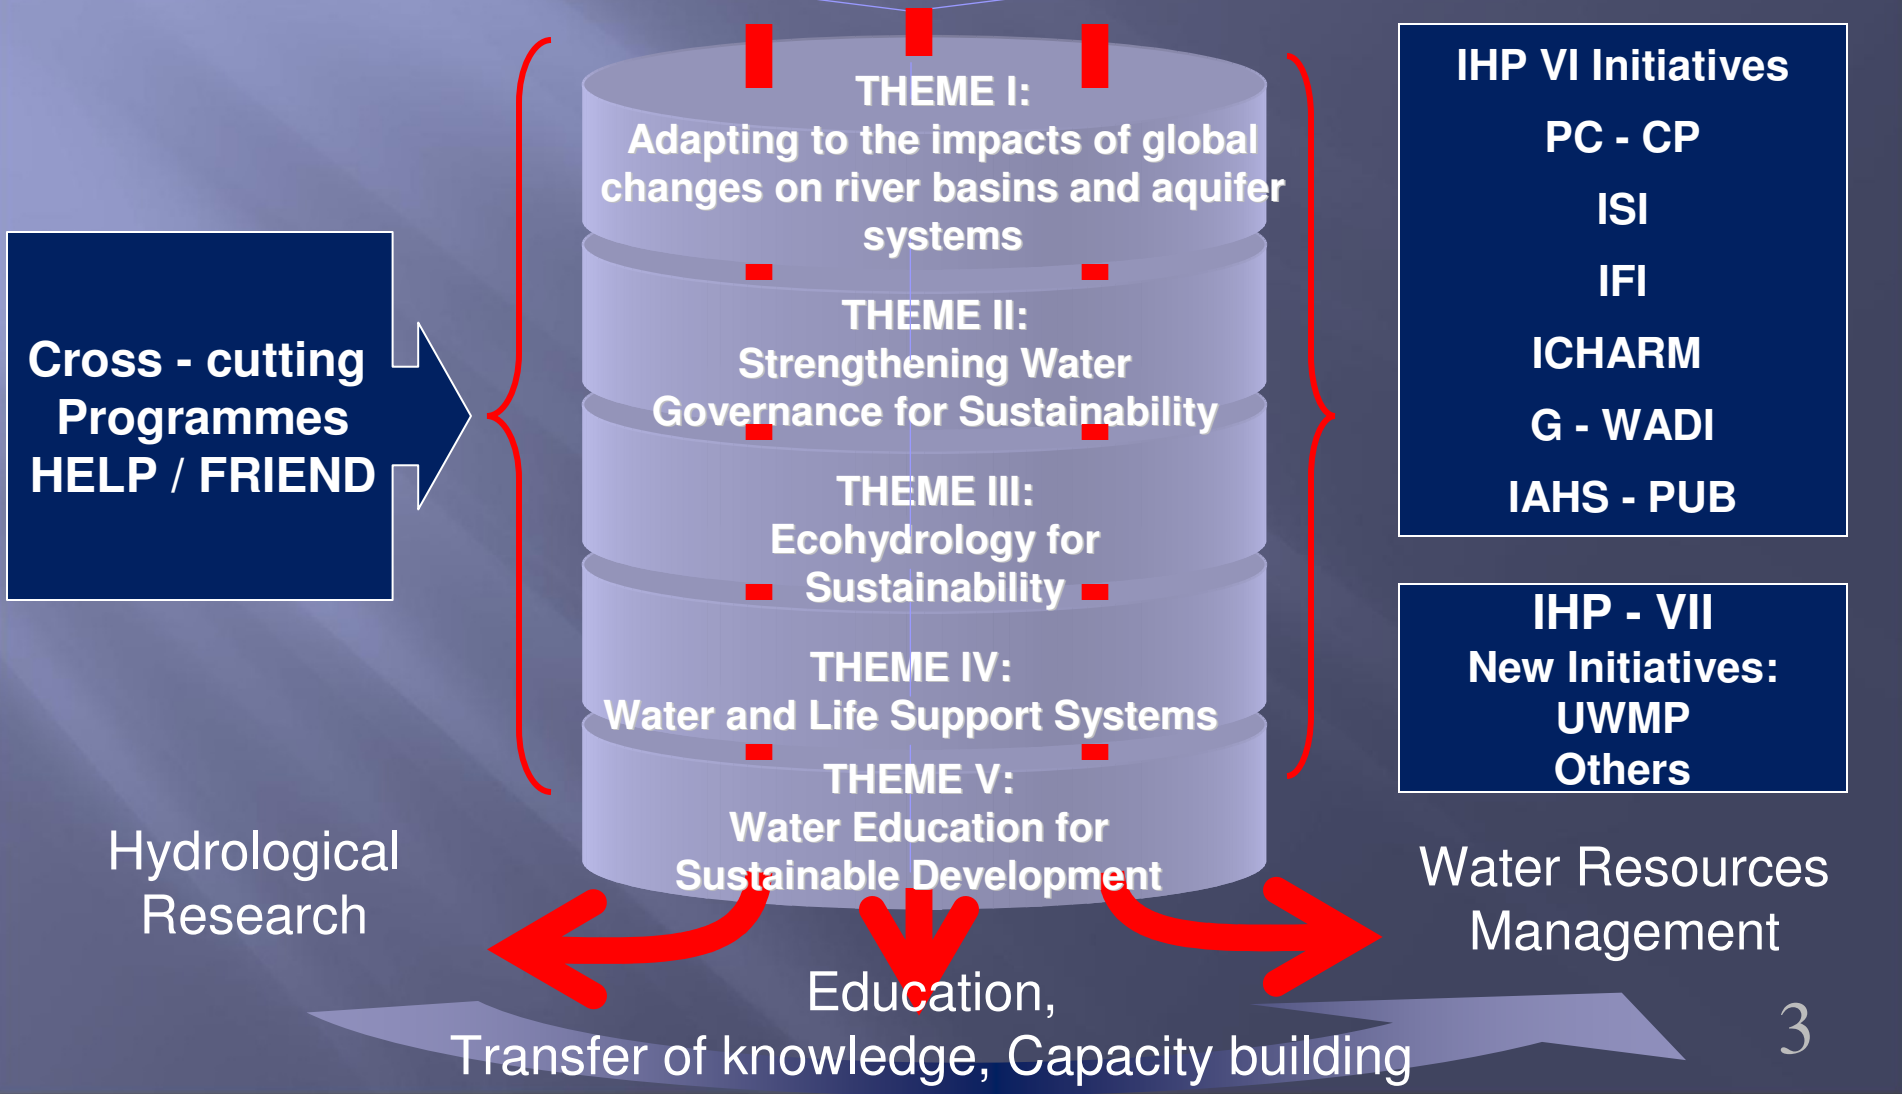 THEME I:
Adapting to the impacts of global
changes on river basins and aquifer
systems
THEME II:
Strengthening Water
Governance for Sustainability
THEME III:
Ecohydrology for
Sustainability
THEME IV:
Water and Life Support Systems
THEME V:
Water Education for
Sustainable Development
Cross - cutting
Programmes
HELP / FRIEND
IHP VI Initiatives
PC - CP
ISI
IFI
ICHARM
G - WADI
IAHS - PUB
IHP - VII
New Initiatives:
UWMP
Others
Hydrological
Research
Water Resources
Management
Education,
Transfer of knowledge, Capacity building
3